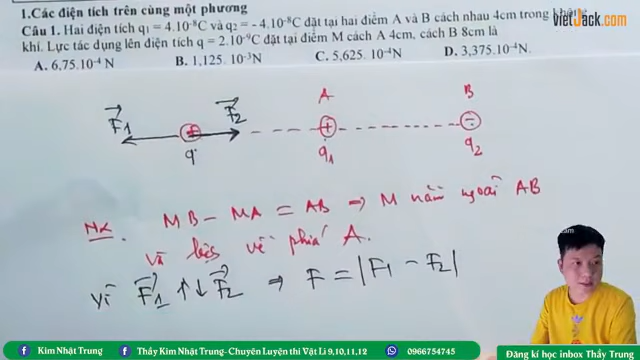 1.Các điện tích trên cùng một phương
vietJack.com
Câu 1. Hai điện tích q₁ = 4.10⁻⁸C và q₂ = - 4.10⁻⁸C đặt tại hai điểm A và B cách nhau 4cm trong không
khí. Lực tác dụng lên điện tích q = 2.10⁻⁹C đặt tại điểm M cách A 4cm, cách B 8cm là
A. 6,75.10⁻⁴ N B. 1,125. 10⁻³N C. 5,625. 10⁻⁴N D. 3,375.10⁻⁴N.
A B
F₁ F₂
+ + −
q q₁ q₂
NX. MB − MA = AB ⇒ M nằm ngoài AB
và lệch về phía A.
Vì F₁ ↑↓ F₂ ⇒ F = |F₁ − F₂|
Kim Nhật Trung Thầy Kim Nhật Trung- Chuyên Luyện thi Vật Lí 9,10,11,12 0966754745
Đăng kí học inbox Thầy Trung